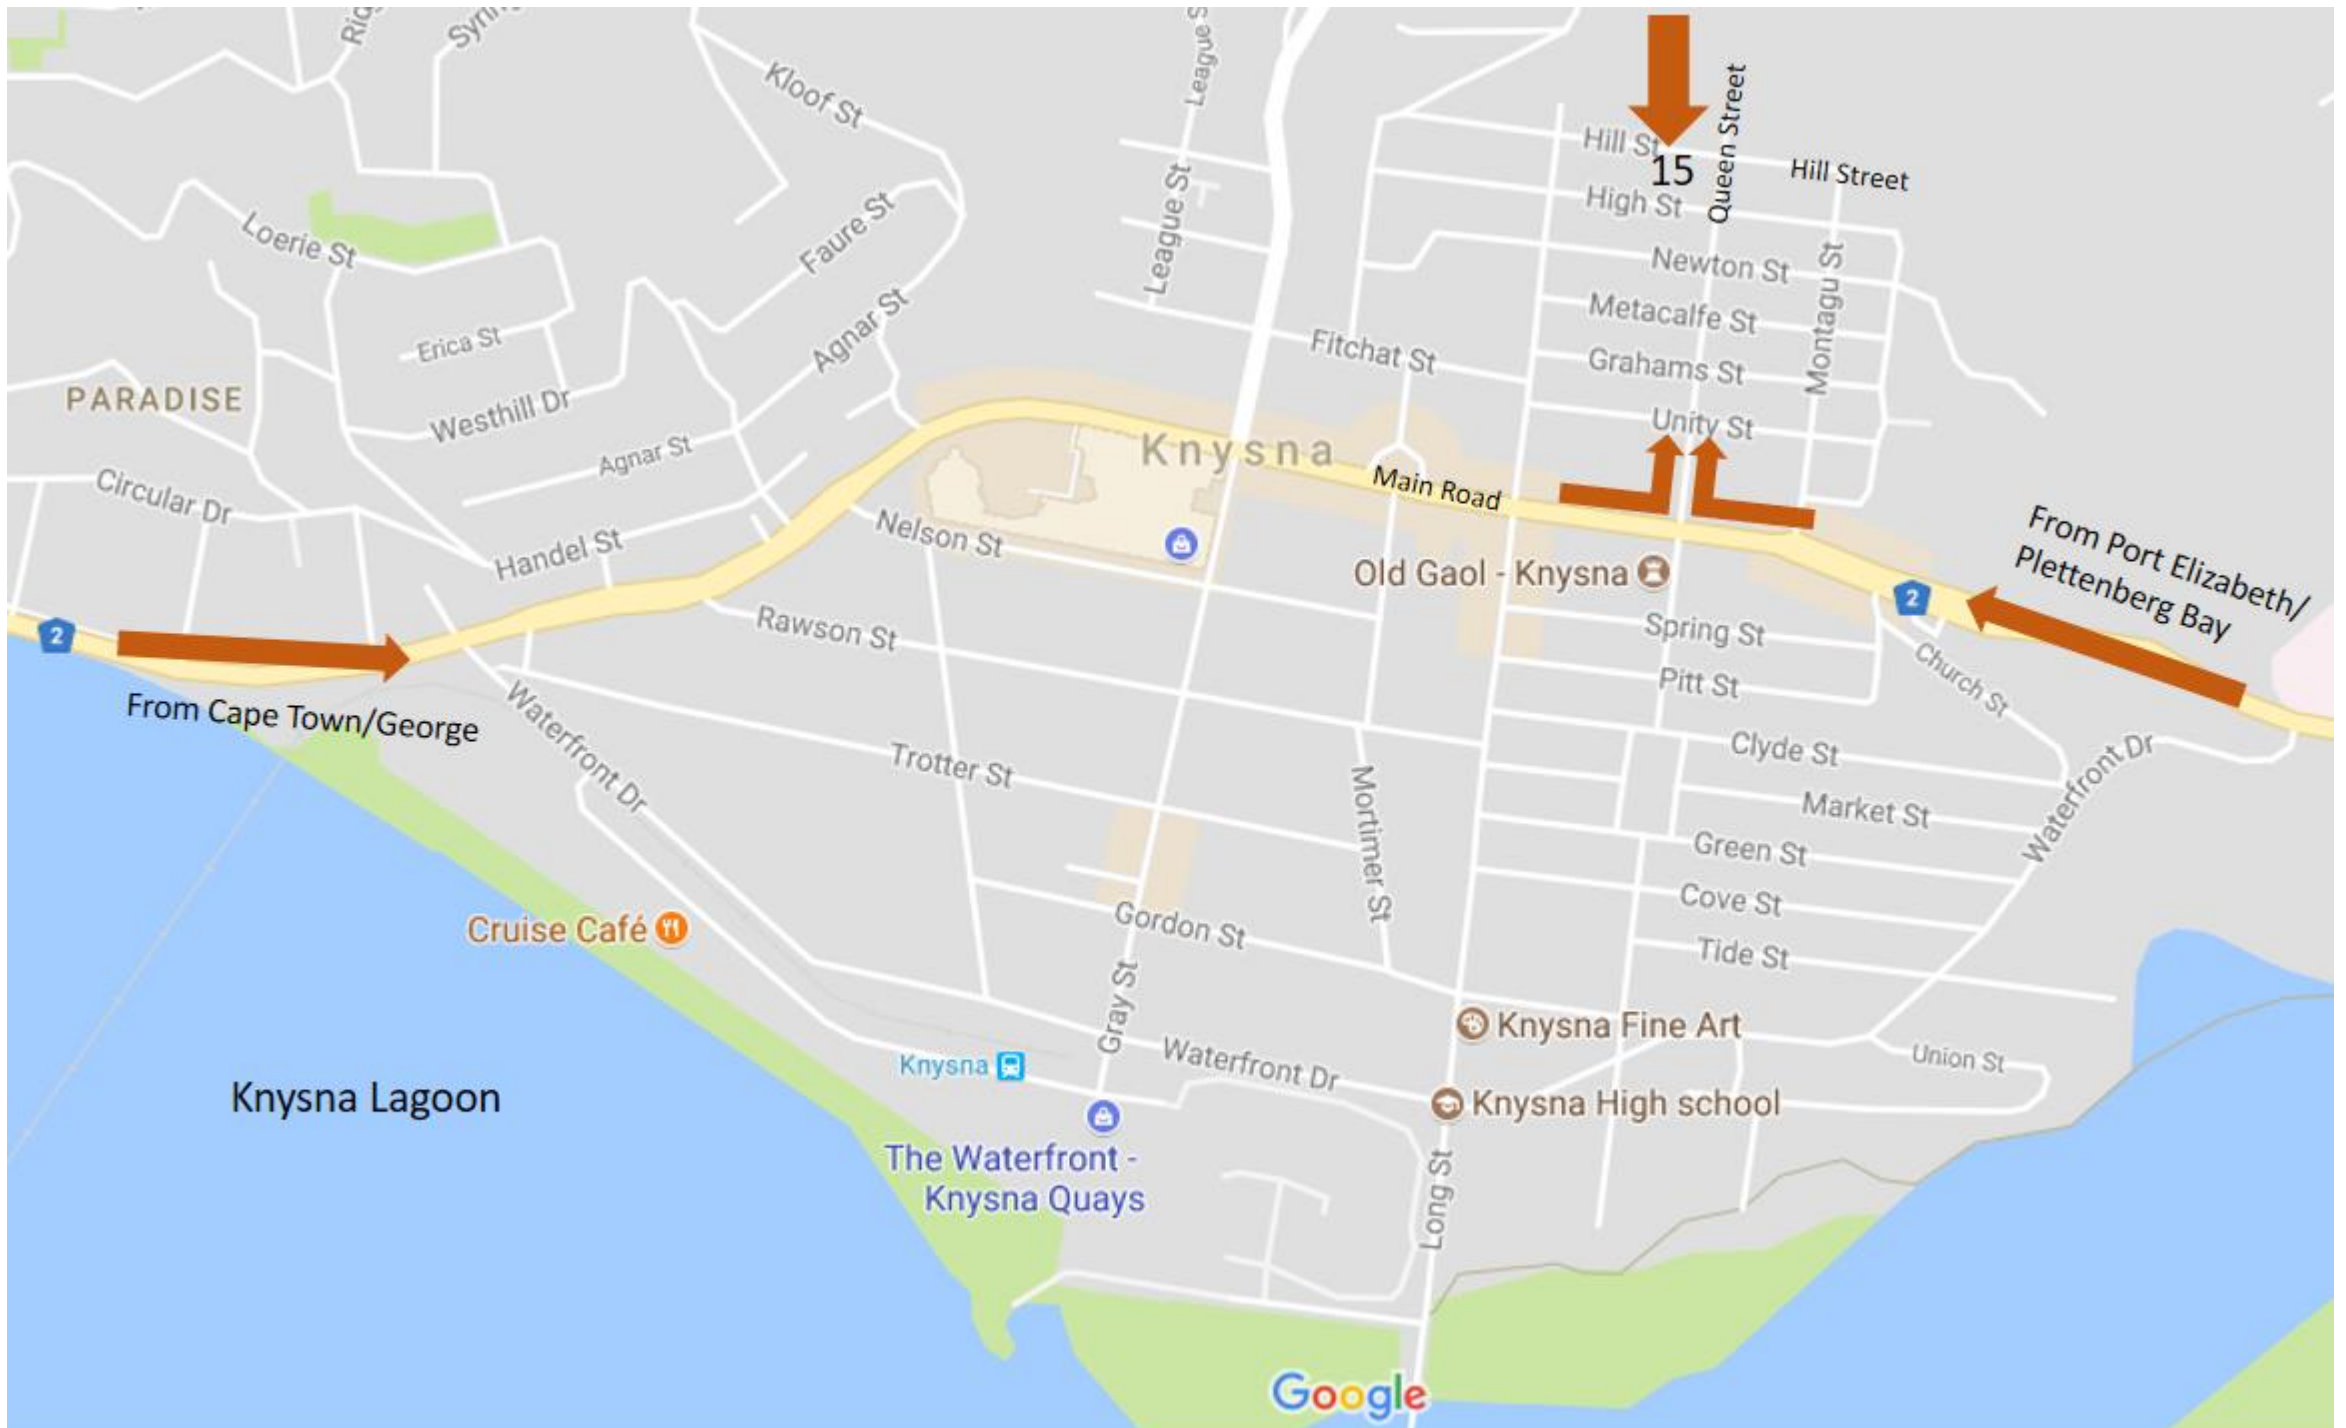 League S
Kloof St
League St
Queen Street
Hill St
15
Hill Street
High St
Loerie St
Faure St
Newton St
Montagu St
Metacalfe St
Agnar St
Erica St
Fitchat St
Grahams St
PARADISE
Westhill Dr
Unity St
Knysna
Agnar St
Main Road
Circular Dr
Nelson St
Handel St
Old Gaol - Knysna
From Port Elizabeth/
Plettenberg Bay
2
2
Rawson St
Spring St
Church St
Pitt St
From Cape Town/George
Waterfront Dr
Trotter St
Clyde St
Waterfront Dr
Mortimer St
Market St
Green St
Cove St
Cruise Café
Gordon St
Tide St
Gray St
Knysna Fine Art
Knysna
Waterfront Dr
Union St
Knysna Lagoon
Knysna High school
The Waterfront -
Knysna Quays
Long St
Google